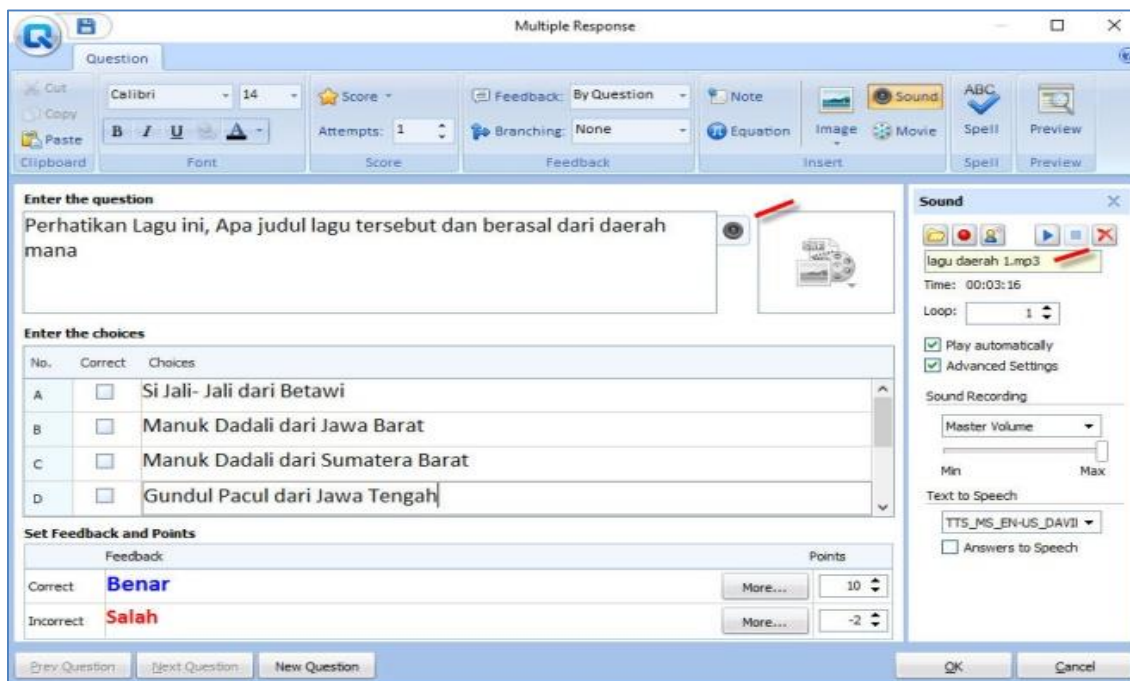 Multiple Response
Question
Cut
Copy
Paste
Clipboard
Calibri 14
B I U A
Font
Score
Attempts: 1
Score
Feedback: By Question
Branching: None
Feedback
Note
Equation
Image
Sound
Movie
Insert
ABC
Spell
Spell
Preview
Preview
Enter the question
Perhatikan Lagu ini, Apa judul lagu tersebut dan berasal dari daerah
mana
Enter the choices
No. Correct Choices
A Si Jali- Jali dari Betawi
B Manuk Dadali dari Jawa Barat
C Manuk Dadali dari Sumatera Barat
D Gundul Pacul dari Jawa Tengah
Set Feedback and Points
Feedback Points
Correct Benar More... 10
Incorrect Salah More... -2
Sound
lagu daerah 1.mp3
Time: 00:03:16
Loop: 1
Play automatically
Advanced Settings
Sound Recording
Master Volume
Min Max
Text to Speech
TTS_MS_EN-US_DAVI
Answers to Speech
Prev Question Next Question New Question OK Cancel